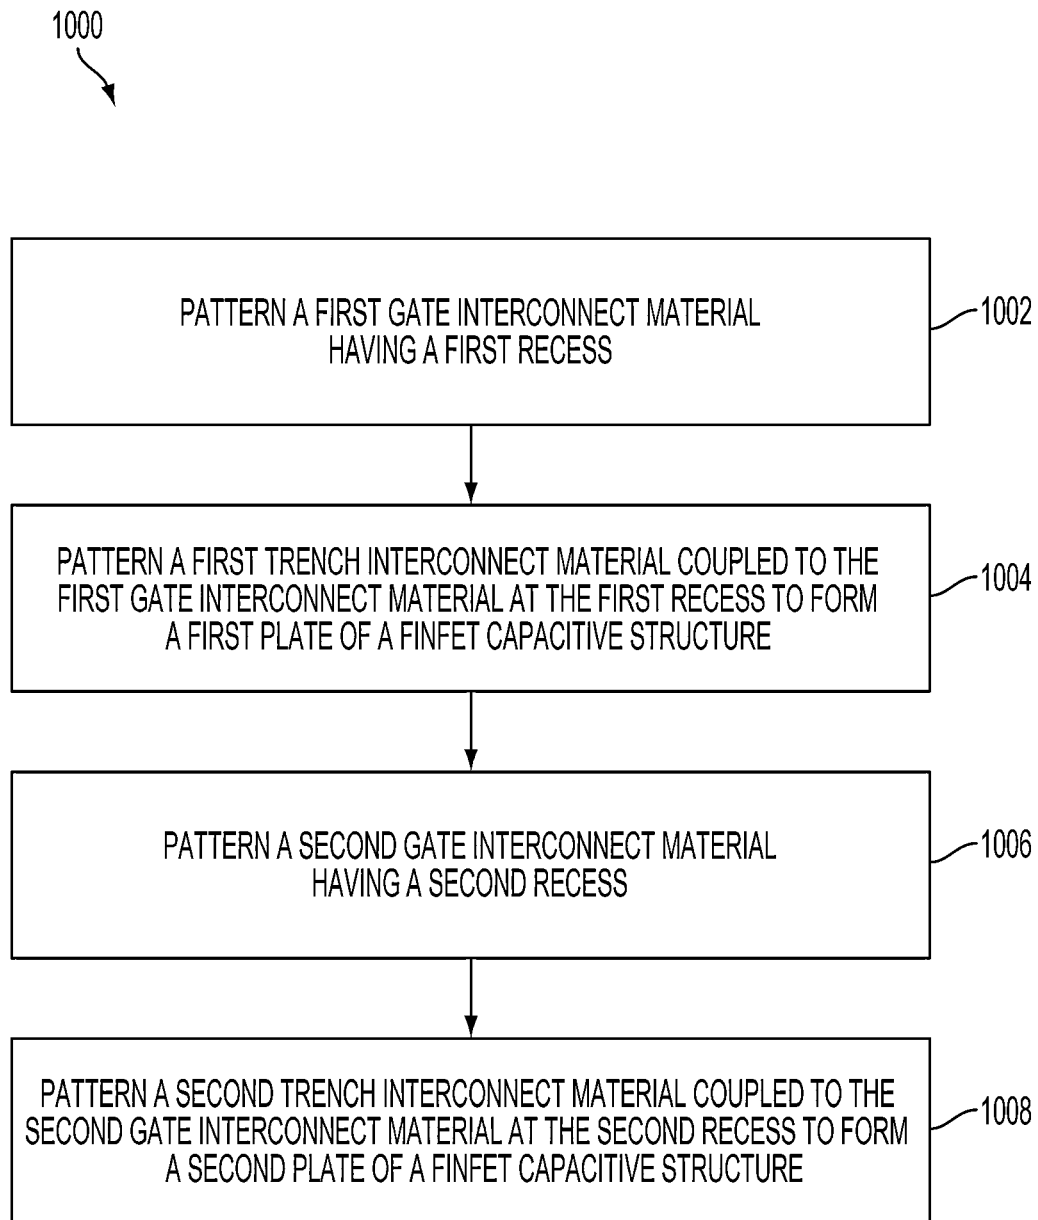 1000
PATTERN A FIRST GATE INTERCONNECT MATERIAL
HAVING A FIRST RECESS
1002
PATTERN A FIRST TRENCH INTERCONNECT MATERIAL COUPLED TO THE
FIRST GATE INTERCONNECT MATERIAL AT THE FIRST RECESS TO FORM
A FIRST PLATE OF A FINFET CAPACITIVE STRUCTURE
1004
PATTERN A SECOND GATE INTERCONNECT MATERIAL
HAVING A SECOND RECESS
1006
PATTERN A SECOND TRENCH INTERCONNECT MATERIAL COUPLED TO THE
SECOND GATE INTERCONNECT MATERIAL AT THE SECOND RECESS TO FORM
A SECOND PLATE OF A FINFET CAPACITIVE STRUCTURE
1008